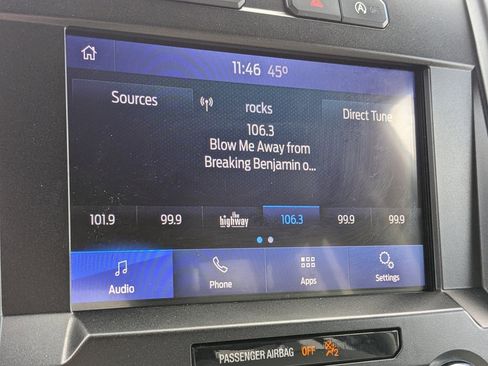 11:46 45°
Sources
rocks
Direct Tune
106.3
Blow Me Away from
Breaking Benjamin o...
101.9 99.9 the highway 106.3 99.9 99.9
Audio Phone Apps Settings
PASSENGER AIRBAG OFF 2